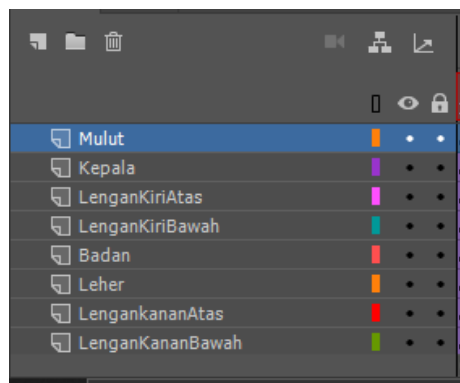 Mulut
Kepala
LenganKiriAtas
LenganKiriBawah
Badan
Leher
LengankananAtas
LenganKananBawah